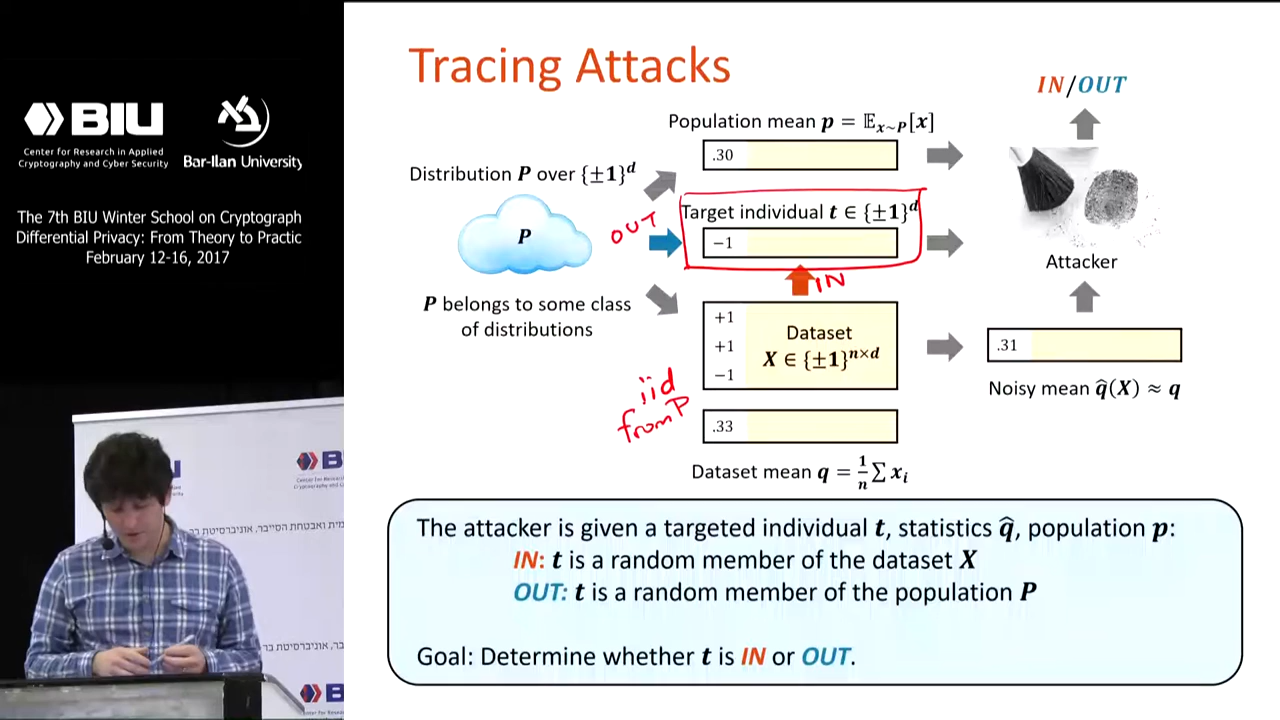 BIU
Center for Research in Applied
Cryptography and Cyber Security
Bar-Ilan University
The 7th BIU Winter School on Cryptograph
Differential Privacy: From Theory to Practic
February 12-16, 2017
Tracing Attacks
IN/OUT
Population mean p = 𝔼ₓ~P[x]
.30
Distribution P over {±1}ᵈ
Target individual t ∈ {±1}ᵈ
OUT
P
−1
Attacker
IN
P belongs to some class
of distributions
+1
+1
−1
Dataset
X ∈ {±1}ⁿˣᵈ
.31
Noisy mean q̂(X) ≈ q
iid
from P
.33
Dataset mean q = 1/n ∑ xᵢ
The attacker is given a targeted individual t, statistics q̂, population p:
IN: t is a random member of the dataset X
OUT: t is a random member of the population P
Goal: Determine whether t is IN or OUT.